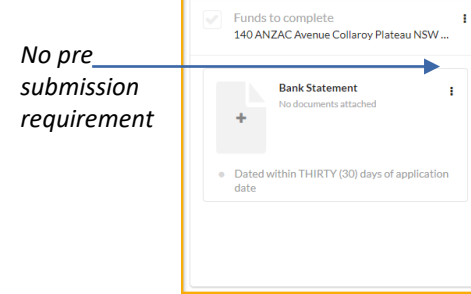 No pre
submission
requirement
Funds to complete
140 ANZAC Avenue Collaroy Plateau NSW ...
Bank Statement
No documents attached
Dated within THIRTY (30) days of application
date